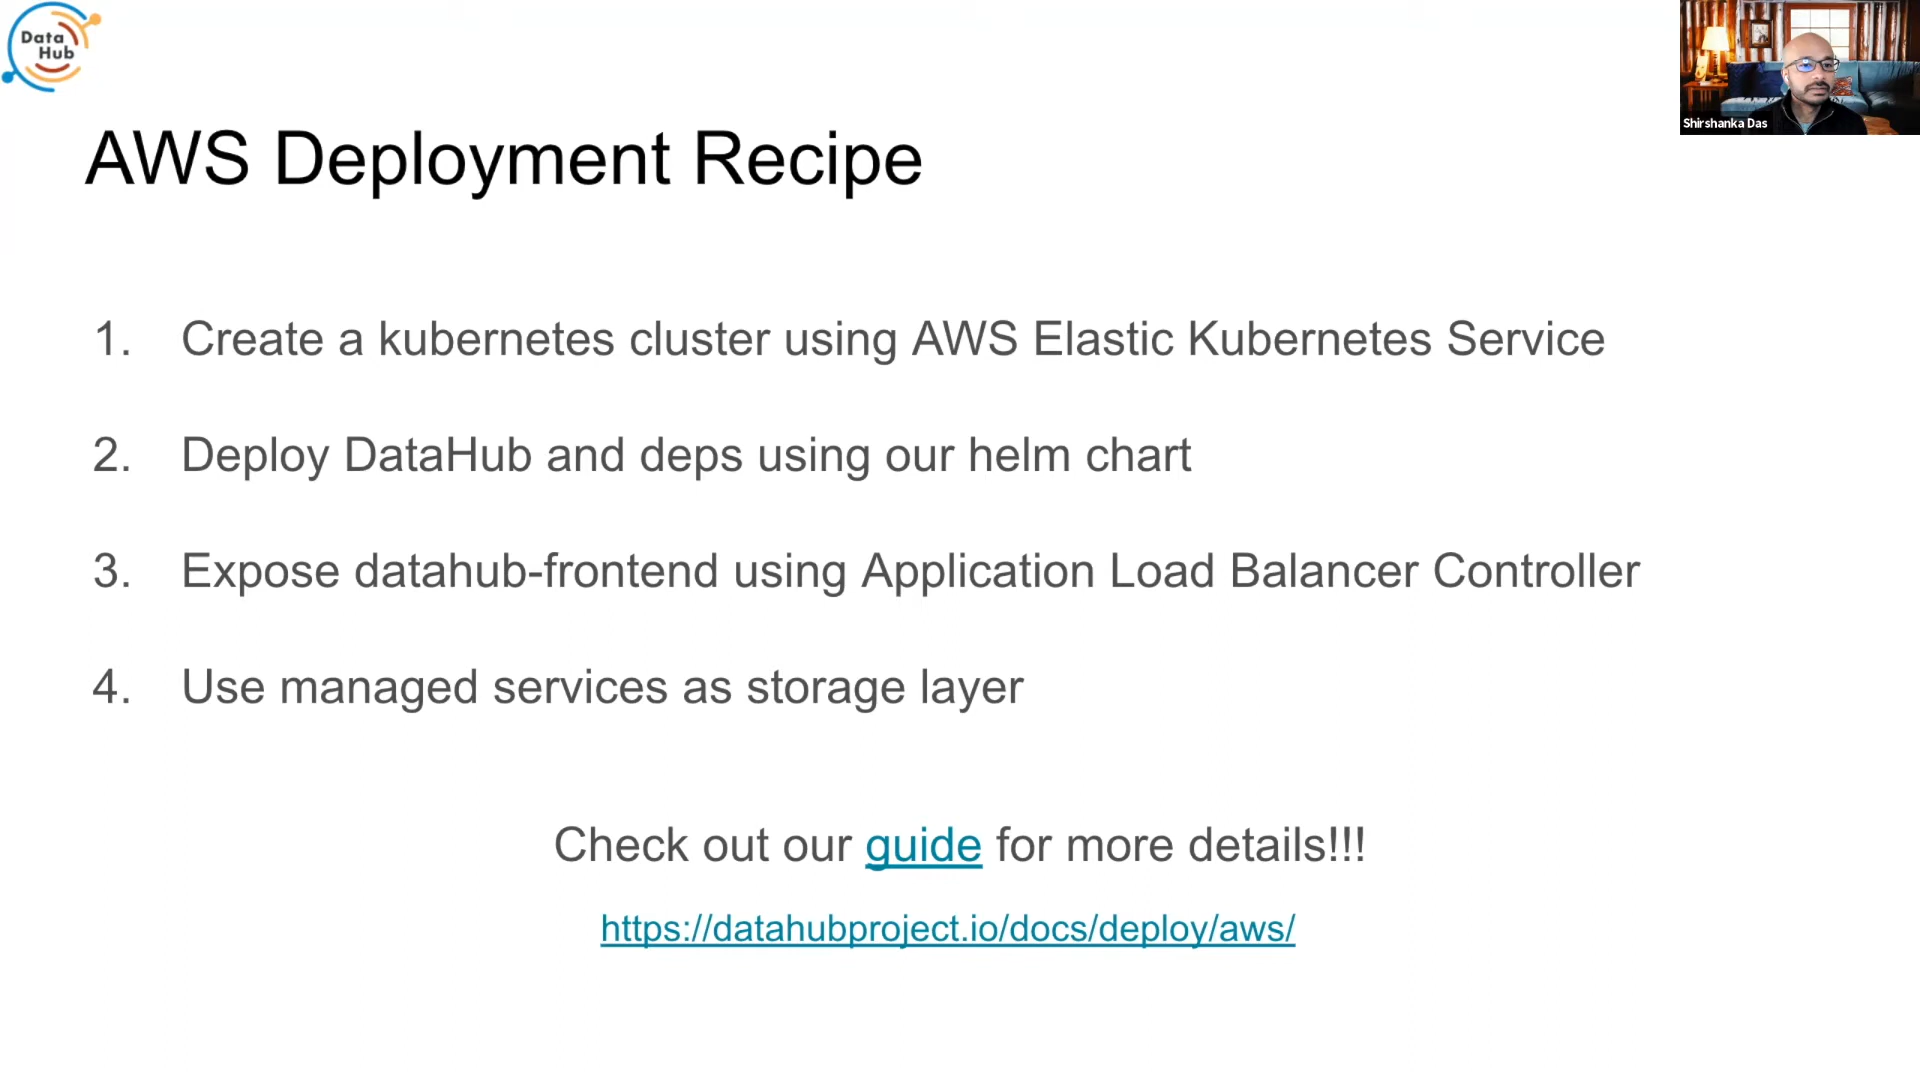 Data
Hub
Shirshanka Das
AWS Deployment Recipe
1. Create a kubernetes cluster using AWS Elastic Kubernetes Service
2. Deploy DataHub and deps using our helm chart
3. Expose datahub-frontend using Application Load Balancer Controller
4. Use managed services as storage layer
Check out our guide for more details!!!
https://datahubproject.io/docs/deploy/aws/